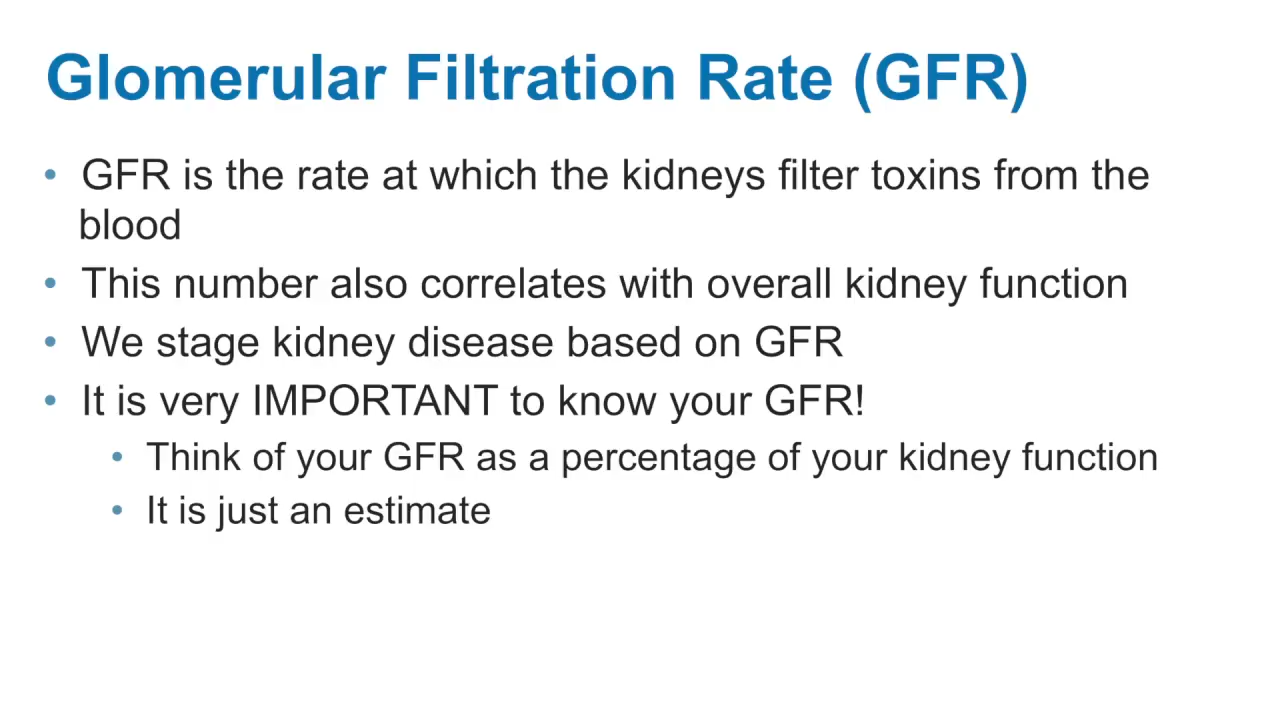 Glomerular Filtration Rate (GFR)
• GFR is the rate at which the kidneys filter toxins from the
blood
• This number also correlates with overall kidney function
• We stage kidney disease based on GFR
• It is very IMPORTANT to know your GFR!
• Think of your GFR as a percentage of your kidney function
• It is just an estimate